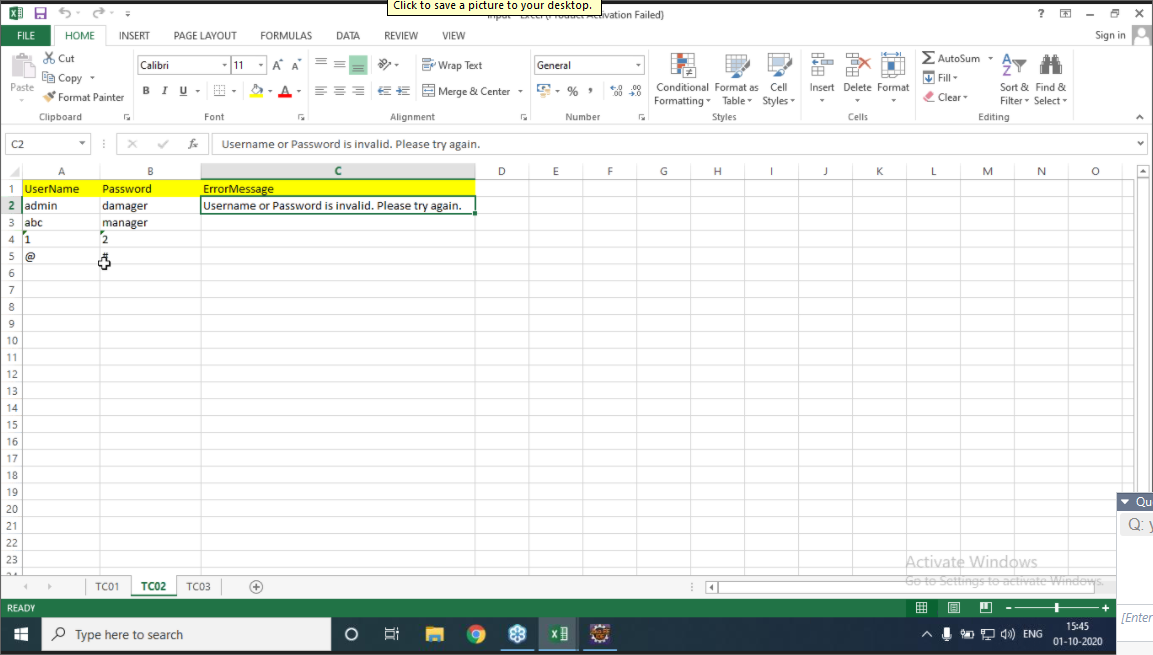 Click to save a picture to your desktop.
Input - Excel (Product Activation Failed)
FILE HOME INSERT PAGE LAYOUT FORMULAS DATA REVIEW VIEW Sign in
Paste
Cut
Copy
Format Painter
Clipboard
Calibri 11
B I U
Font
Wrap Text
Merge & Center
Alignment
General
%
Number
Conditional Formatting
Format as Table
Cell Styles
Styles
Insert Delete Format
Cells
AutoSum
Fill
Clear
Sort & Filter
Find & Select
Editing
C2 fx Username or Password is invalid. Please try again.
A B C D E F G H I J K L M N O
1 UserName Password ErrorMessage
2 admin damager Username or Password is invalid. Please try again.
3 abc manager
4 1 2
5 @ #
6
7
8
9
10
11
12
13
14
15
16
17
18
19
20
21
22
23
Activate Windows
Go to Settings to activate Windows.
Q:
[Enter
TC01 TC02 TC03
READY
Type here to search
ENG
15:45
01-10-2020